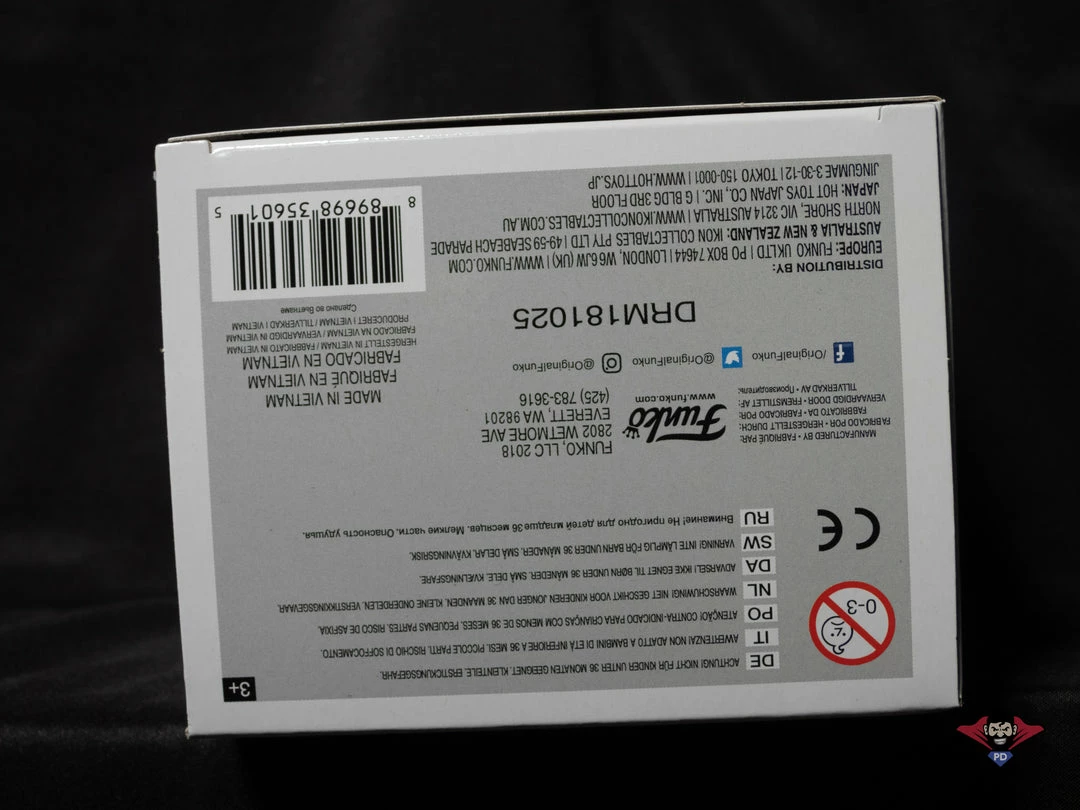 3+
DE ACHTUNG! NICHT FÜR KINDER UNTER 36 MONATEN GEEIGNET. KLEINTEILE. ERSTICKUNGSGEFAHR.
IT AVVERTENZA! NON ADATTO A BAMBINI DI ETÀ INFERIORE A 36 MESI. PICCOLE PARTI. RISCHIO DI SOFFOCAMENTO.
PO ATENÇÃO! CONTRA-INDICADO PARA CRIANÇAS COM MENOS DE 36 MESES. PEQUENAS PARTES. RISCO DE ASFIXIA.
NL WAARSCHUWING! NIET GESCHIKT VOOR KINDEREN JONGER DAN 36 MAANDEN. KLEINE ONDERDELEN. VERSTIKKINGSGEVAAR.
DA ADVARSEL! IKKE EGNET TIL BØRN UNDER 36 MÅNEDER. SMÅ DELE. KVÆLNINGSFARE.
SW VARNING! INTE LÄMPLIG FÖR BARN UNDER 36 MÅNADER. SMÅ DELAR. KVÄVNINGSRISK.
RU Внимание! Не пригодно для детей младше 36 месяцев. Мелкие части. Опасность удушья.
0-3
CE
MANUFACTURED BY • FABRIQUÉ PAR:
FABRICADO POR • HERGESTELLT DURCH:
FABBRICATO DA • FABRICADO POR:
VERVAARDIGD DOOR • FREMSTILLET AF:
TILLVERKAD AV • Производитель:
Funko
www.funko.com
FUNKO, LLC 2018
2802 WETMORE AVE
EVERETT, WA 98201
(425) 783-3616
/OriginalFunko @OriginalFunko @OriginalFunko
DRM181025
MADE IN VIETNAM
FABRIQUÉ EN VIETNAM
FABRICADO EN VIETNAM
HERGESTELLT IN VIETNAM / FABBRICATO IN VIETNAM
FABRICADO NA VIETNAM / VERVAARDIGD IN VIETNAM
PRODUCERET I VIETNAM / TILLVERKAD I VIETNAM
Сделано во Вьетнаме
DISTRIBUTION BY:
EUROPE: FUNKO UK LTD | PO BOX 74644 | LONDON, W6 6JW (UK) | WWW.FUNKO.COM
AUSTRALIA & NEW ZEALAND: IKON COLLECTABLES PTY LTD | 49-59 SEABEACH PARADE
NORTH SHORE, VIC 3214 AUSTRALIA | WWW.IKONCOLLECTABLES.COM.AU
JAPAN: HOT TOYS JAPAN CO., INC. | G BLDG 3RD FLOOR
JINGUMAE 3-30-12 | TOKYO 150-0001 | WWW.HOTTOYS.JP
8 89698 35601 5
PD